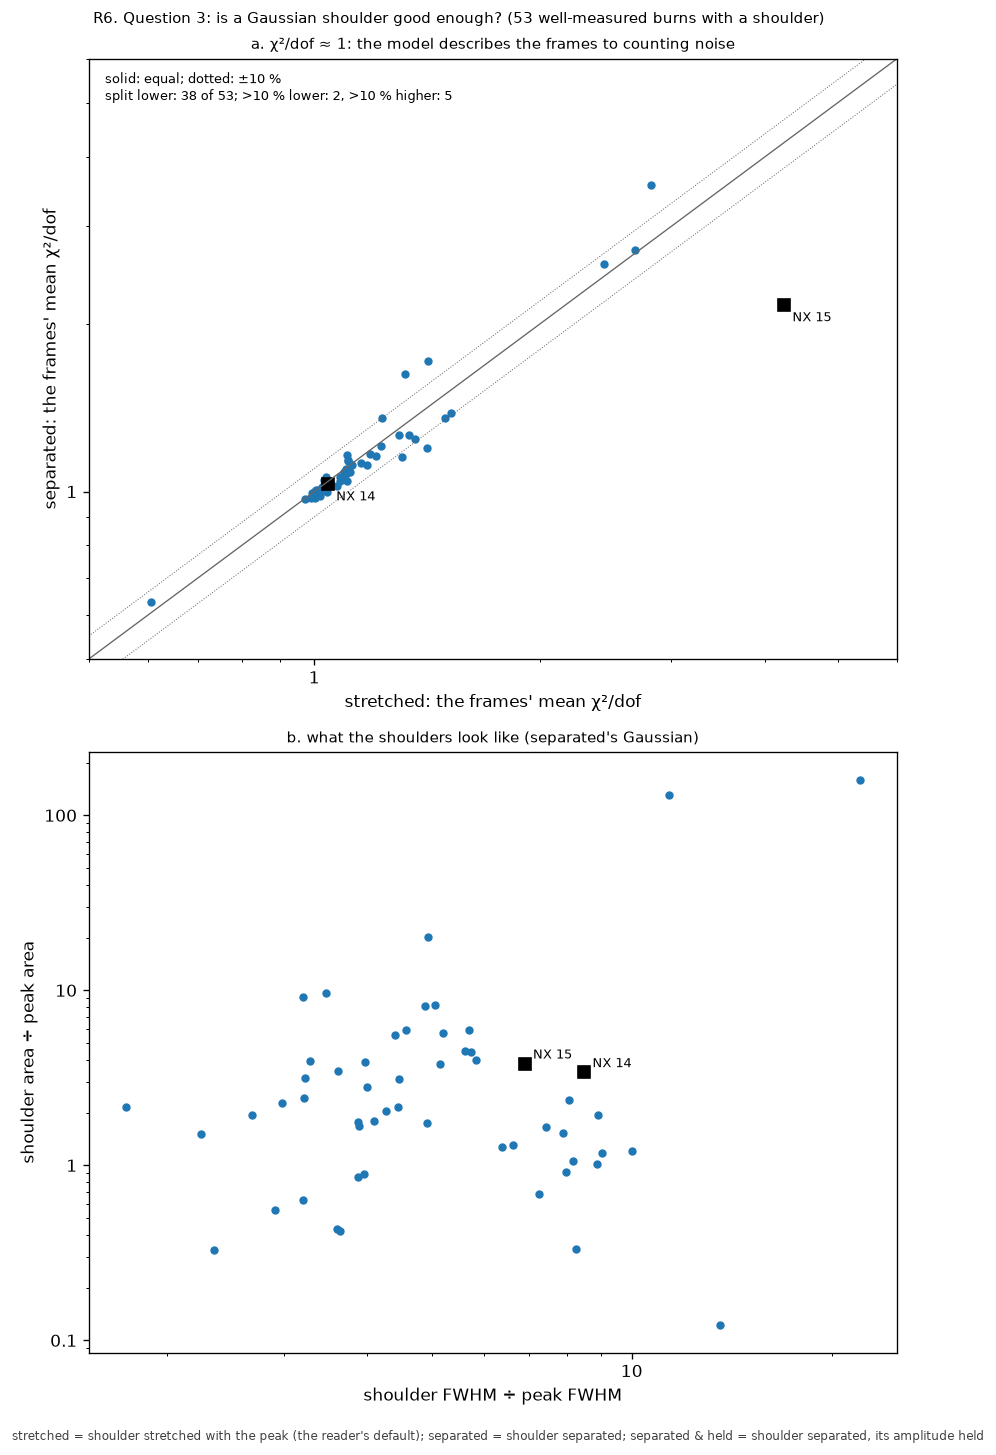 R6. Question 3: is a Gaussian shoulder good enough? (53 well-measured burns with a shoulder)
a. χ²/dof ≈ 1: the model describes the frames to counting noise
solid: equal; dotted: ±10 %
split lower: 38 of 53; >10 % lower: 2, >10 % higher: 5
separated: the frames' mean χ²/dof
NX 15
1
NX 14
1
stretched: the frames' mean χ²/dof
b. what the shoulders look like (separated's Gaussian)
100
shoulder area ÷ peak area
10
NX 15
NX 14
1
0.1
10
shoulder FWHM ÷ peak FWHM
stretched = shoulder stretched with the peak (the reader's default); separated = shoulder separated; separated & held = shoulder separated, its amplitude held